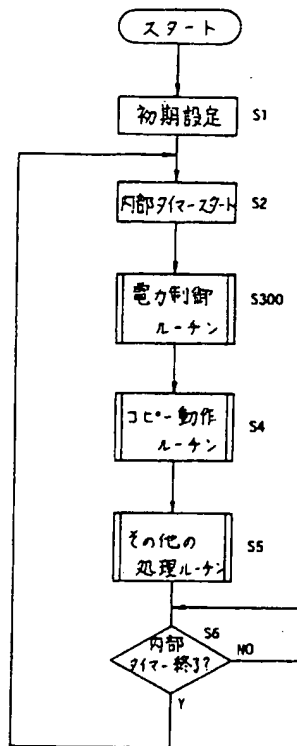 スタート
初期設定 S1
内部タイマースタート S2
電力制御
ルーチン
S300
コピー動作
ルーチン
S4
その他の
処理ルーチン
S5
S6
内部
タイマー終了?
NO
Y